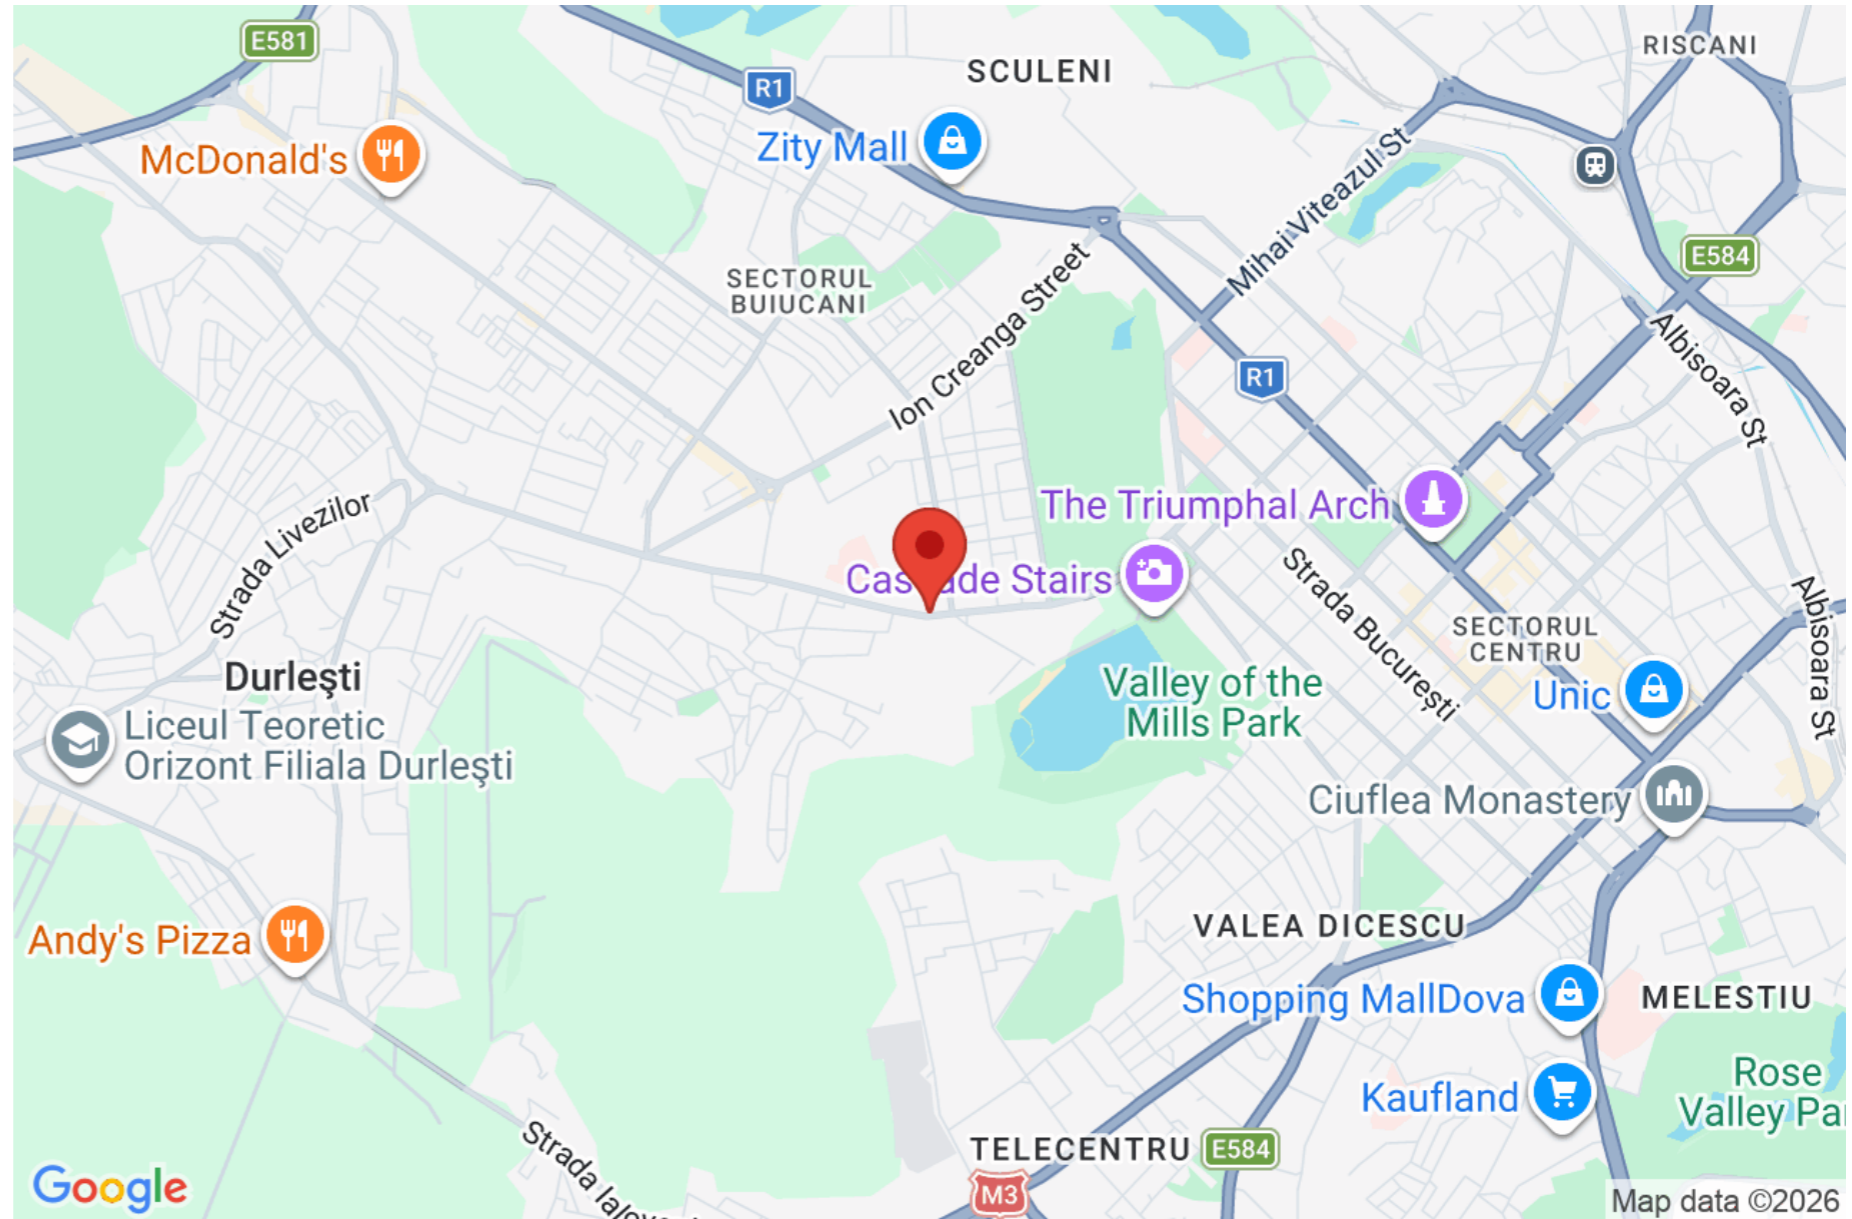 E581
RISCANI
SCULENI
R1
Zity Mall
McDonald's
Mihai Viteazul St
E584
SECTORUL
BUIUCANI
Ion Creanga Street
Albisoara St
R1
The Triumphal Arch
Strada Livezilor
Cascade Stairs
Strada București
Albisoara St
SECTORUL
CENTRU
Durleşti
Valley of the
Mills Park
Unic
Liceul Teoretic
Orizont Filiala Durleşti
Ciuflea Monastery
VALEA DICESCU
Andy's Pizza
Shopping MallDova
MELESTIU
Rose
Valley Par
Kaufland
TELECENTRU
E584
Strada
M3
Google
Map data ©2026